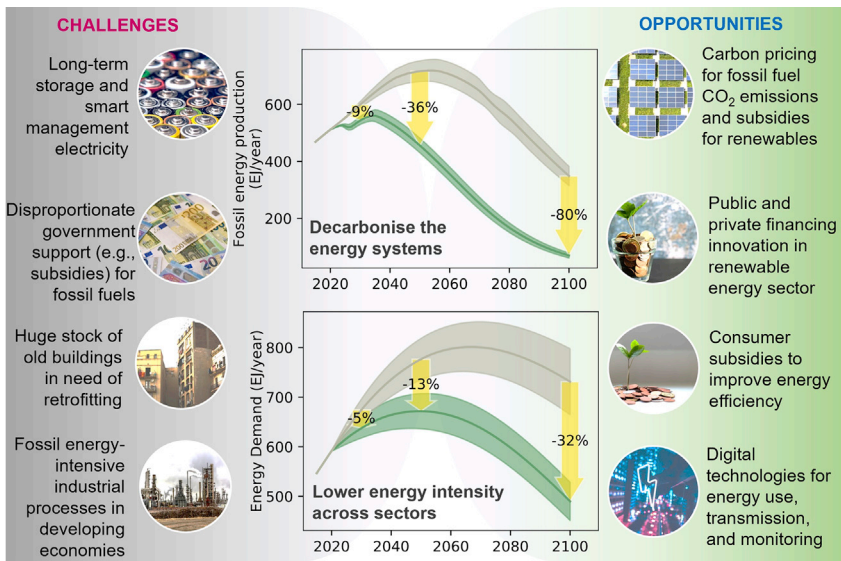 CHALLENGES
Long-term
storage and
smart
management
electricity
Disproportionate
government
support (e.g.,
subsidies) for
fossil fuels
Huge stock of
old buildings
in need of
retrofitting
Fossil energy-
intensive
industrial
processes in
developing
economies
Fossil energy production
(EJ/year)
600
400
200
-9%
-36%
-80%
Decarbonise the
energy systems
2020 2040 2060 2080 2100
Energy Demand (EJ/year)
800
700
600
500
-5%
-13%
-32%
Lower energy intensity
across sectors
2020 2040 2060 2080 2100
OPPORTUNITIES
Carbon pricing
for fossil fuel
CO₂ emissions
and subsidies
for renewables
Public and
private financing
innovation in
renewable
energy sector
Consumer
subsidies to
improve energy
efficiency
Digital
technologies for
energy use,
transmission,
and monitoring